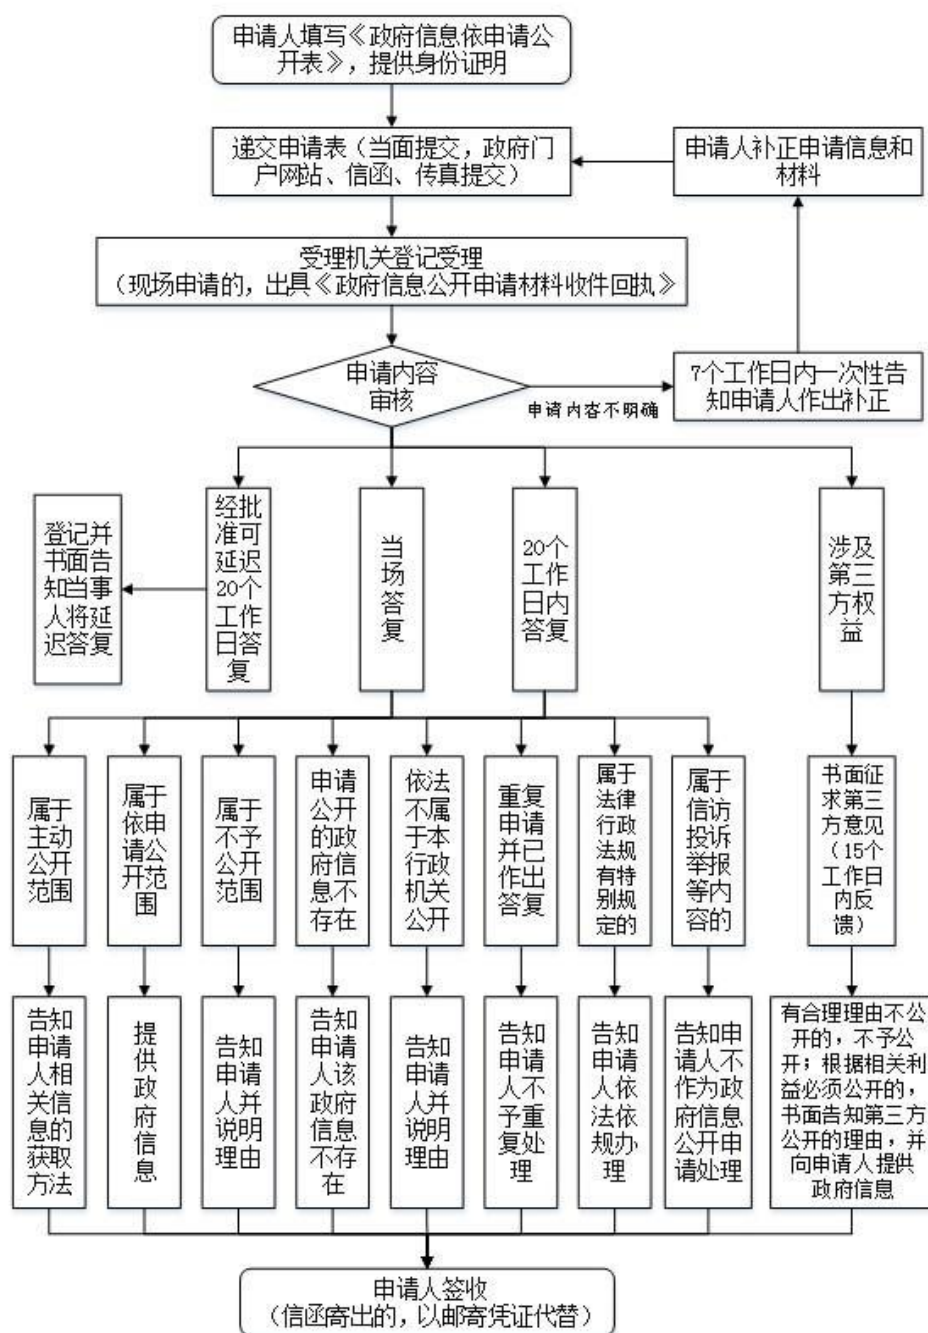 申请人填写《政府信息依申请公
开表》，提供身份证明
递交申请表（当面提交，政府门
户网站、信函、传真提交）
申请人补正申请信息和
材料
受理机关登记受理
（现场申请的，出具《政府信息公开申请材料收件回执》
申请内容
审核
申请内容不明确
7个工作日内一次性告
知申请人作出补正
登记并
书面告
知当事
人将延
迟答复
经批
准可
延迟
20个
工作
日答
复
当
场
答
复
20个
工作
日内
答复
涉及
第三
方权
益
属于
主动
公开
范围
属于
依申
请公
开范
围
属于
不予
公开
范围
申请
公开
的政
府信
息不
存在
依法
不属
于本
行政
机关
公开
重复
申请
并已
作出
答复
属于
法律
行政
法规
有特
别规
定的
属于
信访
投诉
举报
等内
容的
书面征
求第三
方意见
（15个
工作日
内反
馈）
告知
申请
人相
关信
息的
获取
方法
提
供
政
府
信
息
告知
申请
人并
说明
理由
告知
申请
人该
政府
信息
不存
在
告知
申请
人并
说明
理由
告知
申请
人不
予重
复处
理
告知
申请
人依
法依
规办
理
告知申
请人不
作为政
府信息
公开申
请处理
有合理理由不公
开的，不予公
开；根据相关利
益必须公开的，
书面告知第三方
公开的理由，并
向申请人提供
政府信息
申请人签收
（信函寄出的，以邮寄凭证代替）